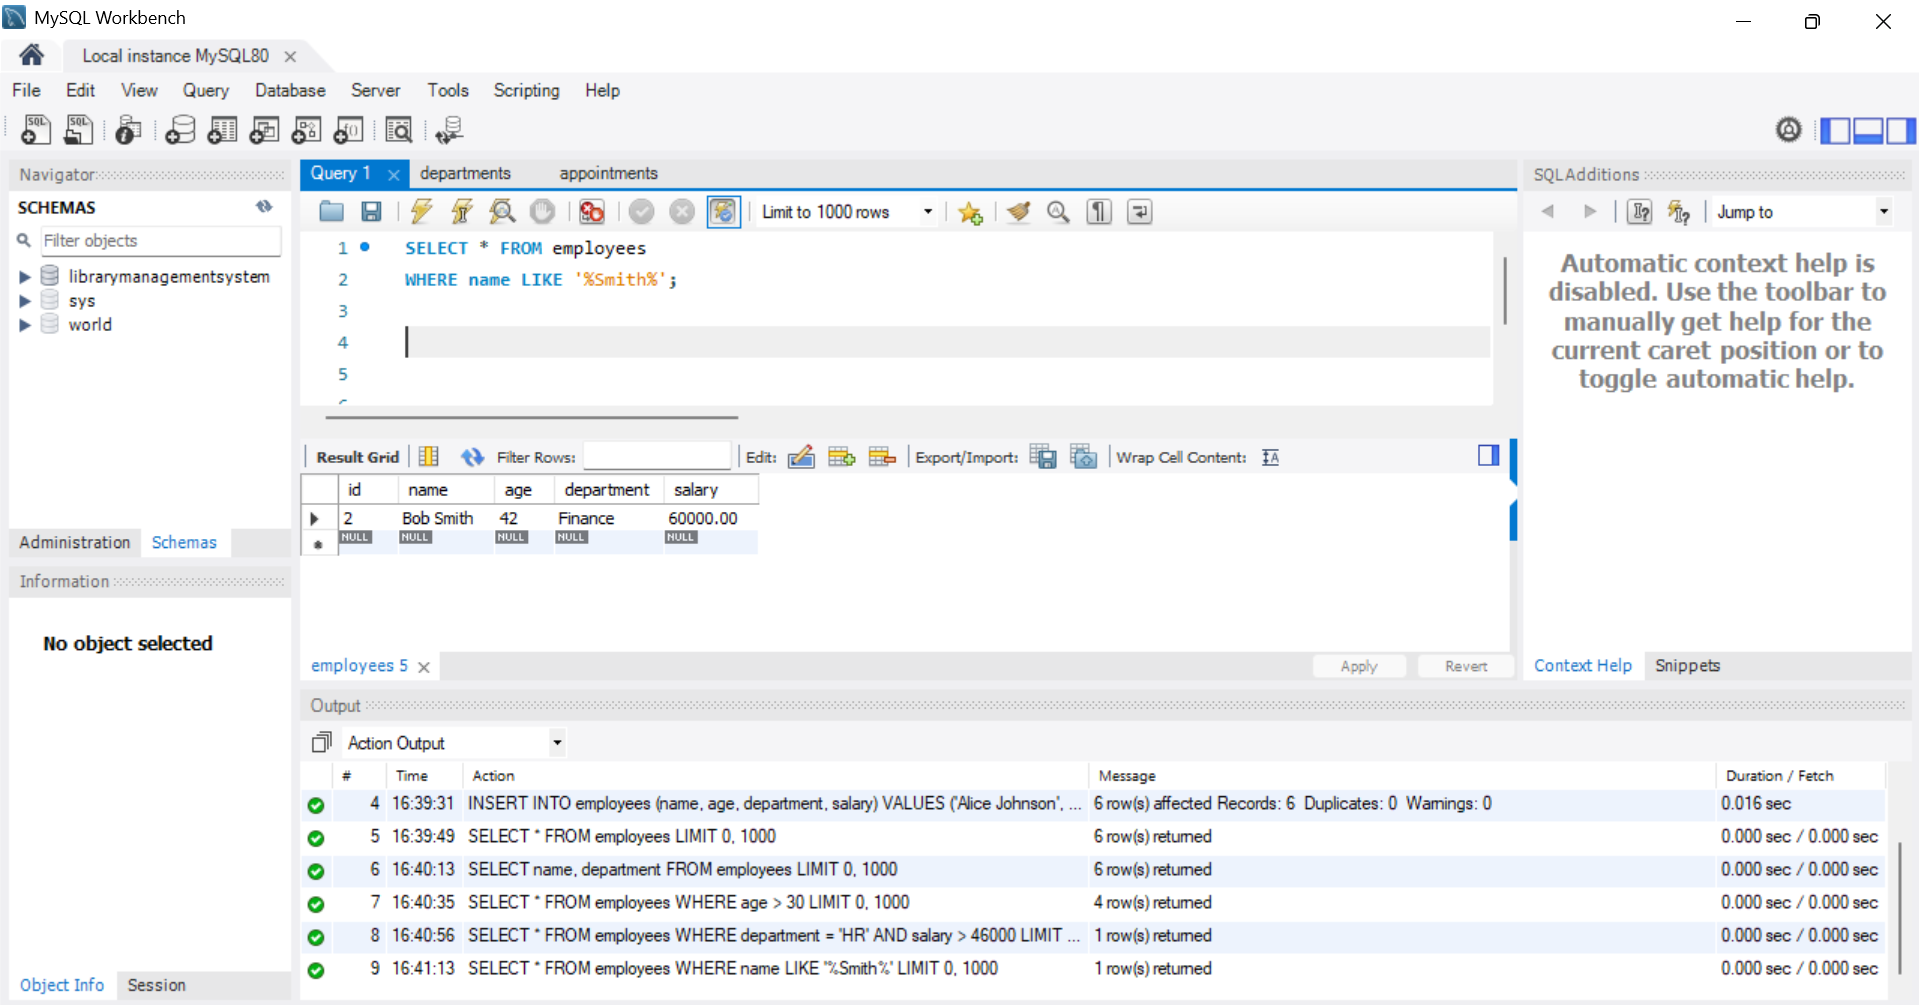 MySQL Workbench
Local instance MySQL80
File Edit View Query Database Server Tools Scripting Help
Navigator
SCHEMAS
Filter objects
librarymanagementsystem
sys
world
Administration Schemas
Information
No object selected
Object Info Session
Query 1 departments appointments
Limit to 1000 rows
1 SELECT * FROM employees
2 WHERE name LIKE '%Smith%';
3
4
5
Result Grid Filter Rows: Edit: Export/Import: Wrap Cell Content:
id name age department salary
2 Bob Smith 42 Finance 60000.00
NULL NULL NULL NULL NULL
employees 5 Apply Revert
SQLAdditions
Jump to
Automatic context help is
disabled. Use the toolbar to
manually get help for the
current caret position or to
toggle automatic help.
Context Help Snippets
Output
Action Output
# Time Action Message Duration / Fetch
4 16:39:31 INSERT INTO employees (name, age, department, salary) VALUES ('Alice Johnson', ... 6 row(s) affected Records: 6 Duplicates: 0 Warnings: 0 0.016 sec
5 16:39:49 SELECT * FROM employees LIMIT 0, 1000 6 row(s) returned 0.000 sec / 0.000 sec
6 16:40:13 SELECT name, department FROM employees LIMIT 0, 1000 6 row(s) returned 0.000 sec / 0.000 sec
7 16:40:35 SELECT * FROM employees WHERE age > 30 LIMIT 0, 1000 4 row(s) returned 0.000 sec / 0.000 sec
8 16:40:56 SELECT * FROM employees WHERE department = 'HR' AND salary > 46000 LIMIT ... 1 row(s) returned 0.000 sec / 0.000 sec
9 16:41:13 SELECT * FROM employees WHERE name LIKE '%Smith%' LIMIT 0, 1000 1 row(s) returned 0.000 sec / 0.000 sec